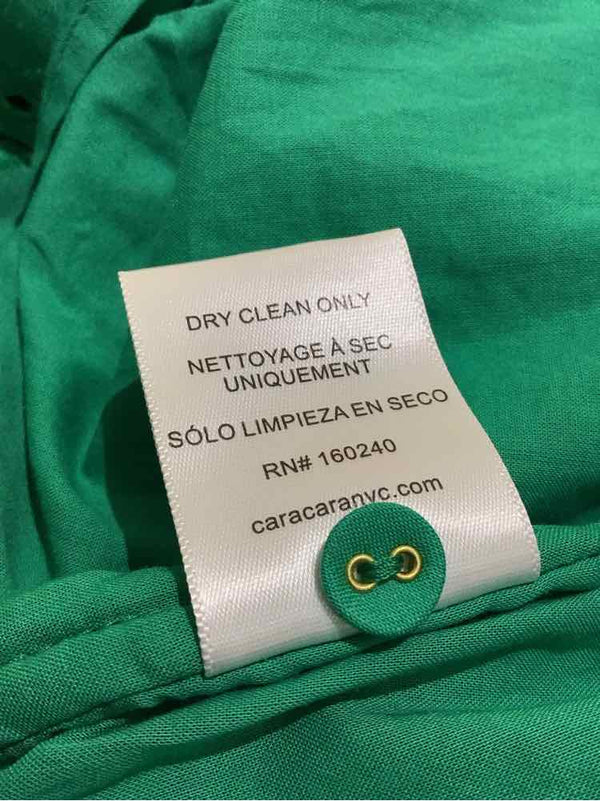 DRY CLEAN ONLY
NETTOYAGE À SEC
UNIQUEMENT
SÓLO LIMPIEZA EN SECO
RN# 160240
caracaranyc.com